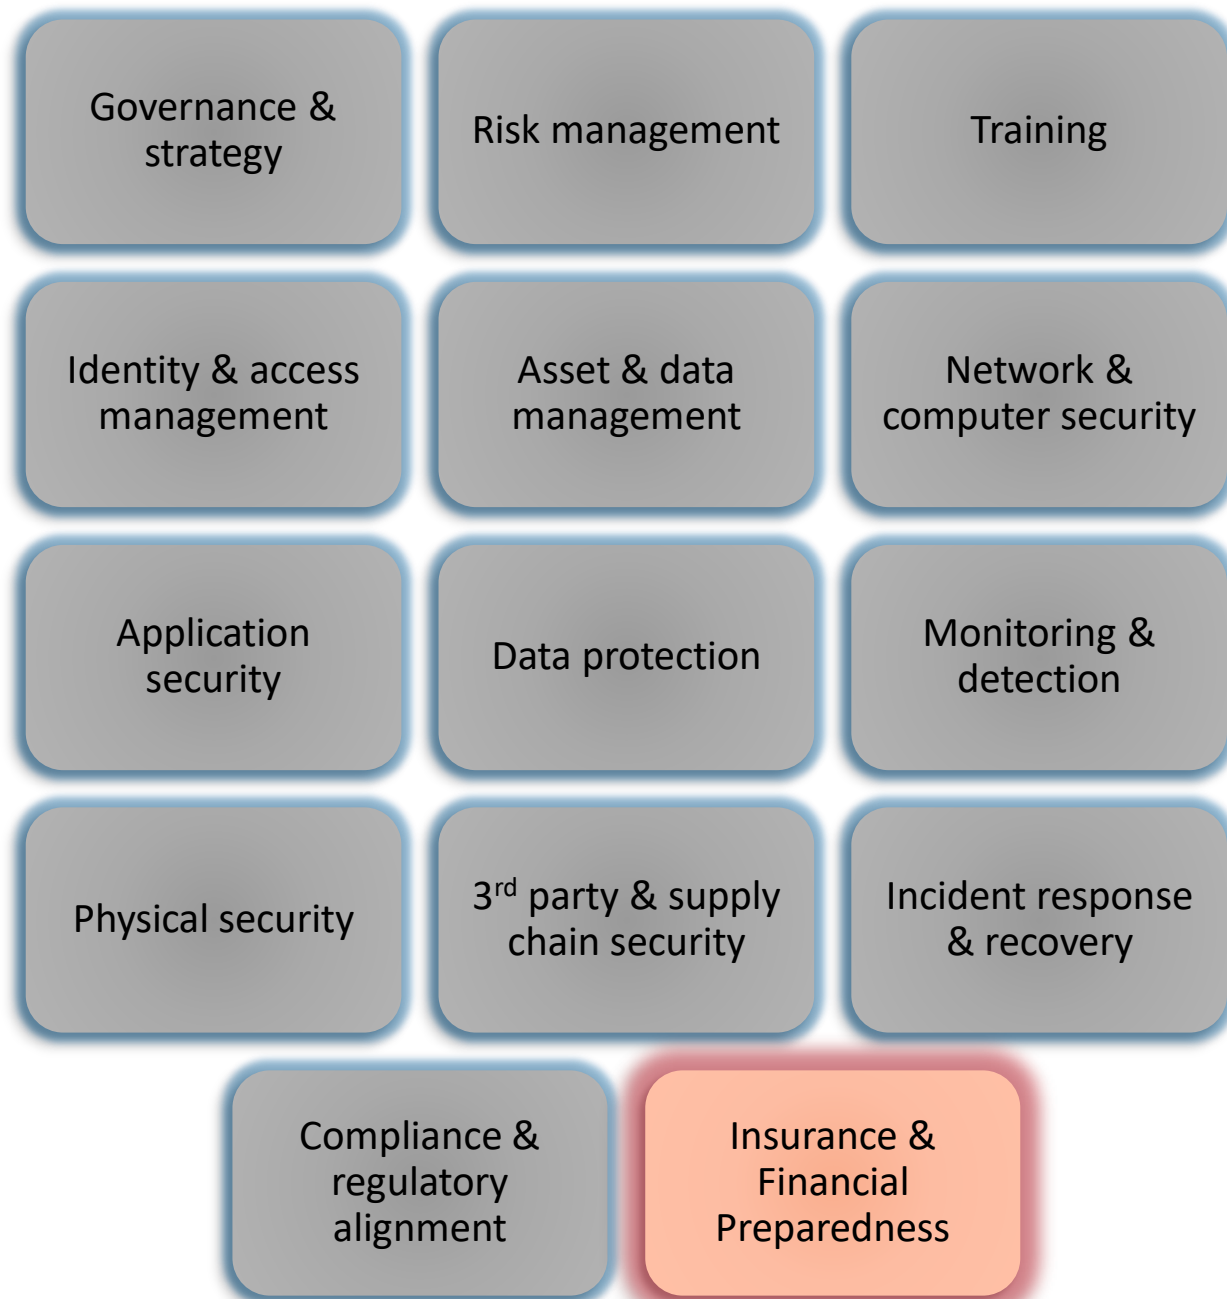 Governance &
strategy
Risk management
Training
Identity & access
management
Asset & data
management
Network &
computer security
Application
security
Data protection
Monitoring &
detection
Physical security
3rd party & supply
chain security
Incident response
& recovery
Compliance &
regulatory
alignment
Insurance &
Financial
Preparedness